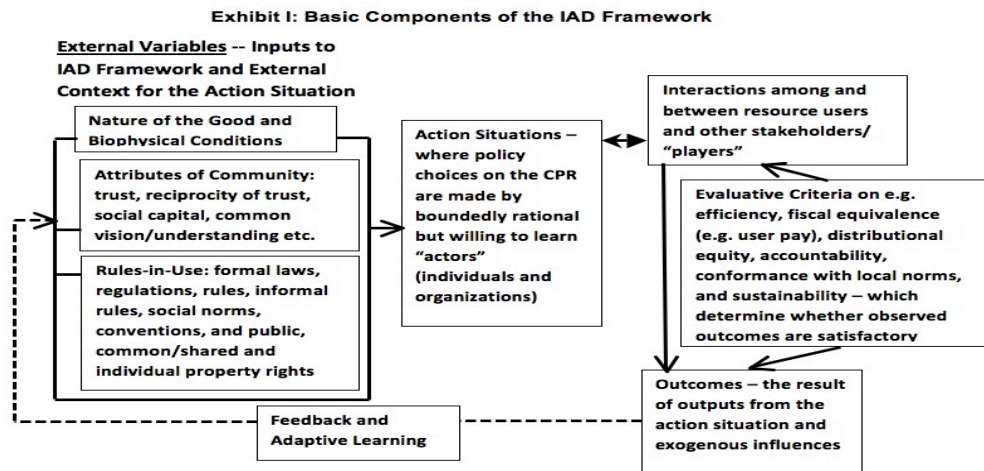 Exhibit I: Basic Components of the IAD Framework
External Variables -- Inputs to
IAD Framework and External
Context for the Action Situation
Nature of the Good and
Biophysical Conditions
Attributes of Community:
trust, reciprocity of trust,
social capital, common
vision/understanding etc.
Rules-in-Use: formal laws,
regulations, rules, informal
rules, social norms,
conventions, and public,
common/shared and
individual property rights
Action Situations –
where policy
choices on the CPR
are made by
boundedly rational
but willing to learn
"actors"
(individuals and
organizations)
Interactions among and
between resource users
and other stakeholders/
"players"
Evaluative Criteria on e.g.
efficiency, fiscal equivalence
(e.g. user pay), distributional
equity, accountability,
conformance with local norms,
and sustainability – which
determine whether observed
outcomes are satisfactory
Outcomes – the result
of outputs from the
action situation and
exogenous influences
Feedback and
Adaptive Learning